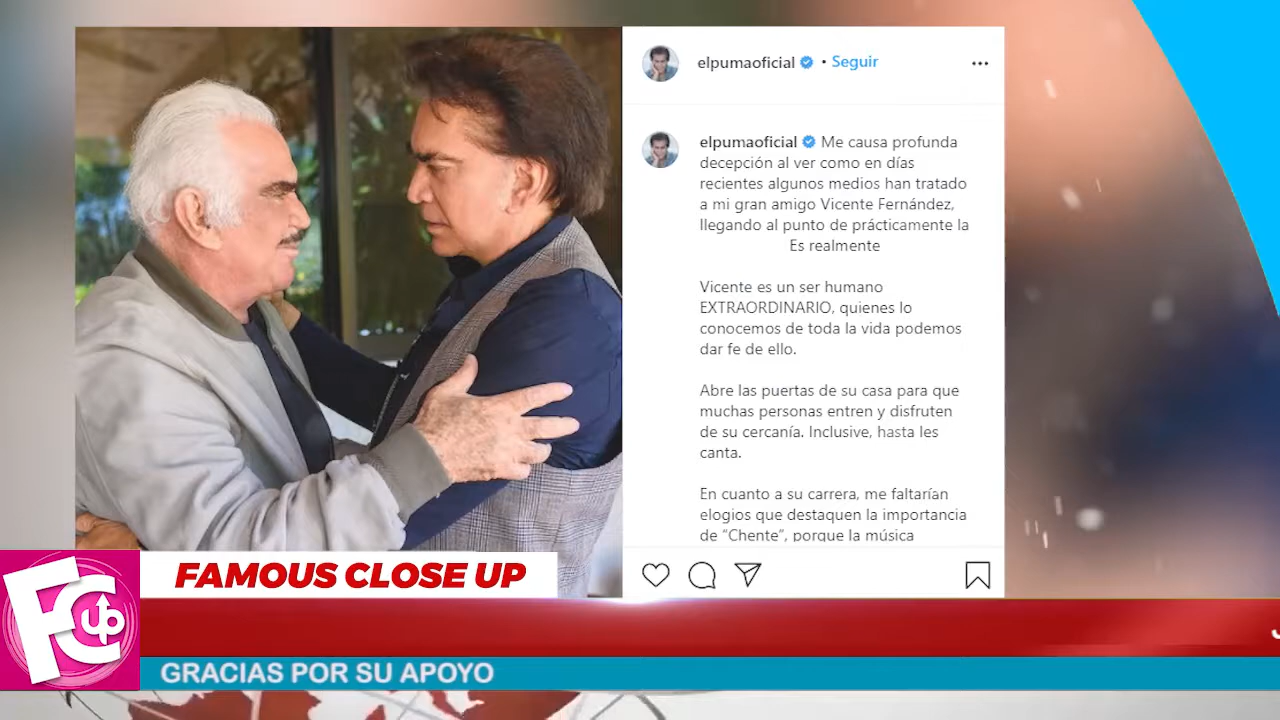 elpumaoficial • Seguir
elpumaoficial Me causa profunda
decepción al ver como en días
recientes algunos medios han tratado
a mi gran amigo Vicente Fernández,
llegando al punto de prácticamente la
Es realmente
Vicente es un ser humano
EXTRAORDINARIO, quienes lo
conocemos de toda la vida podemos
dar fe de ello.
Abre las puertas de su casa para que
muchas personas entren y disfruten
de su cercanía. Inclusive, hasta les
canta.
En cuanto a su carrera, me faltarían
elogios que destaquen la importancia
de “Chente”, porque la música
FAMOUS CLOSE UP
FC up
GRACIAS POR SU APOYO